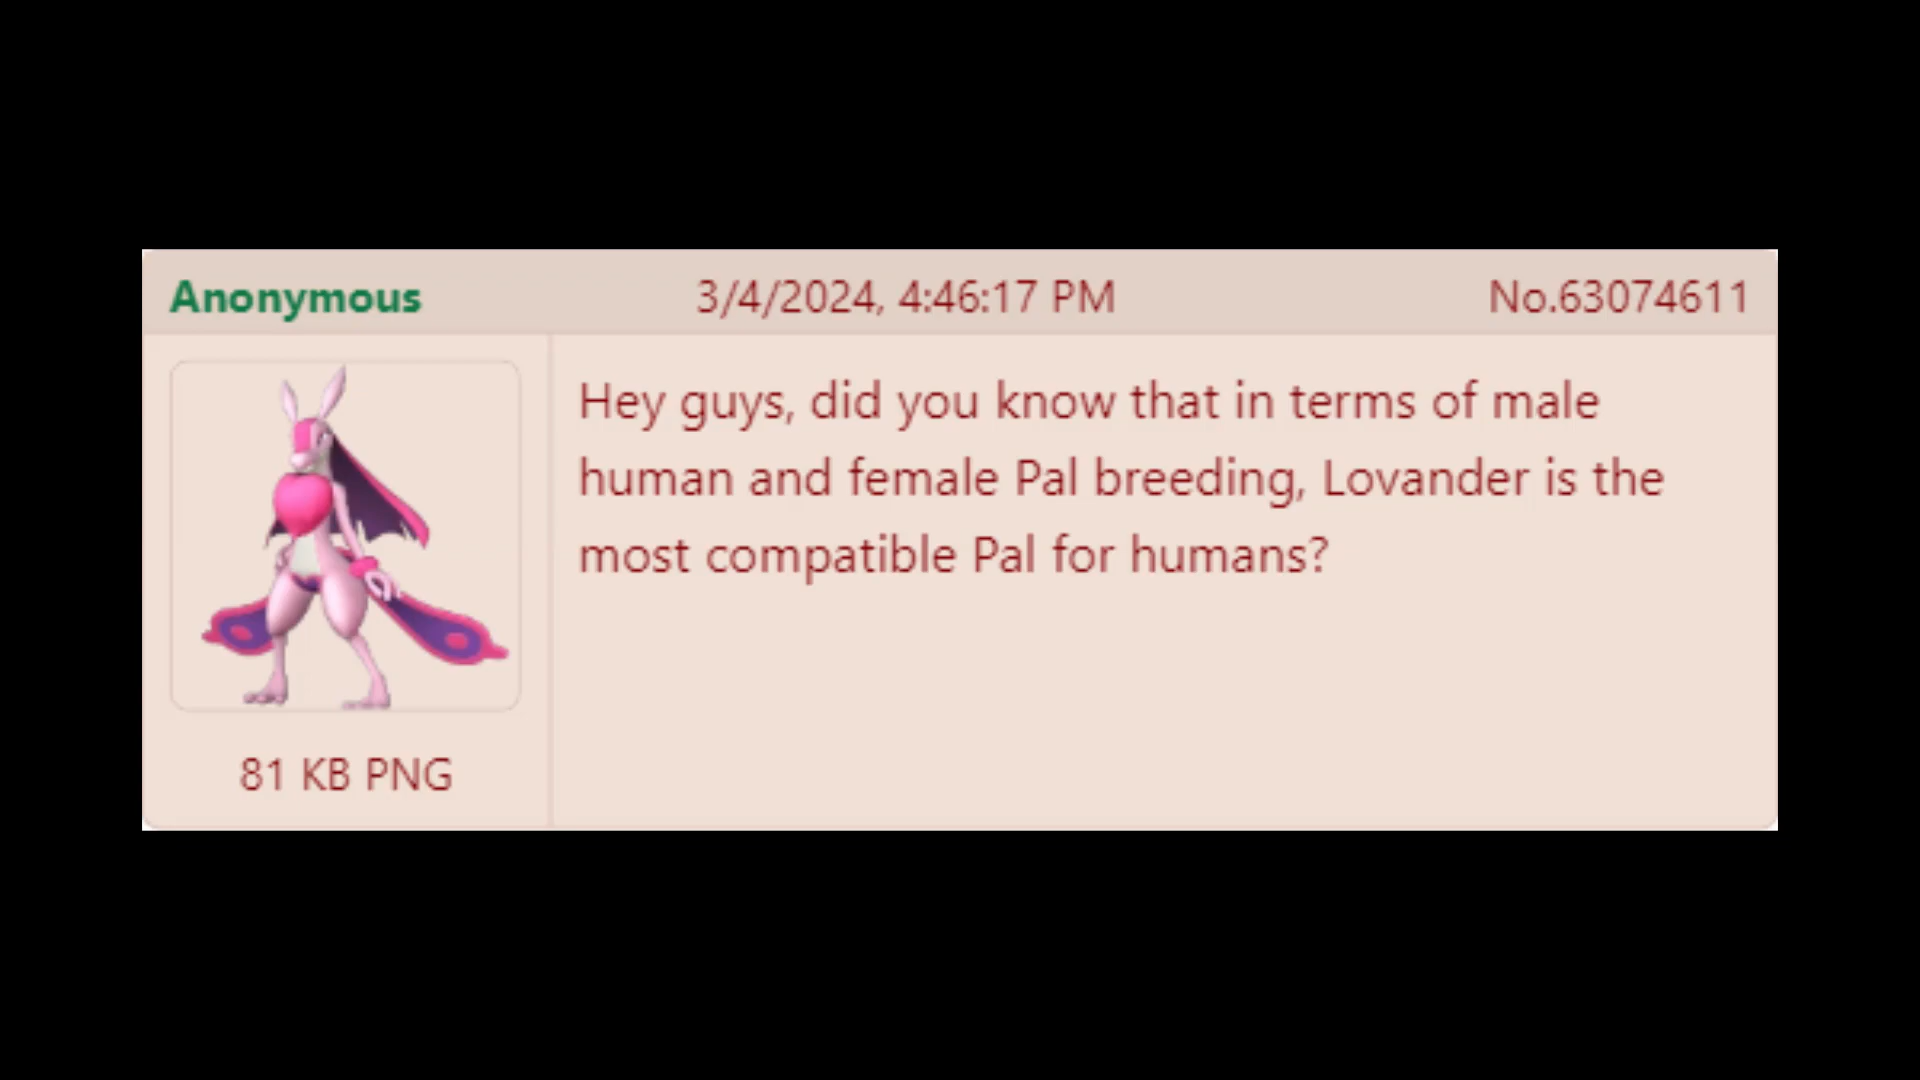 Anonymous 3/4/2024, 4:46:17 PM No.63074611
Hey guys, did you know that in terms of male
human and female Pal breeding, Lovander is the
most compatible Pal for humans?
81 KB PNG